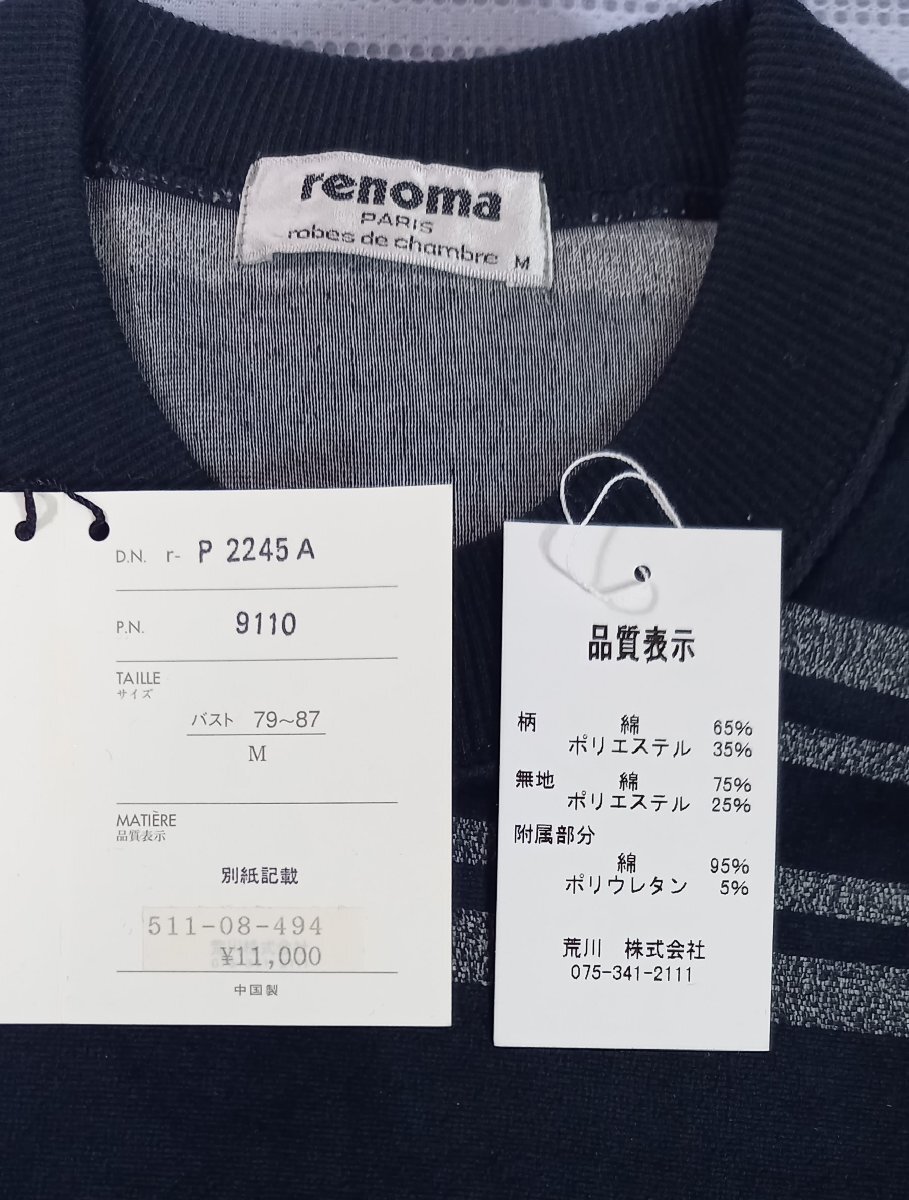 renoma
PARIS
robes de chambre M
D.N. r- P 2245 A
P.N. 9110
TAILLE
サイズ
バスト 79~87
M
MATIÈRE
品質表示
別紙記載
511-08-494
¥11,000
中国製
品質表示
柄 綿 65%
ポリエステル 35%
無地 綿 75%
ポリエステル 25%
附属部分
綿 95%
ポリウレタン 5%
荒川 株式会社
075-341-2111